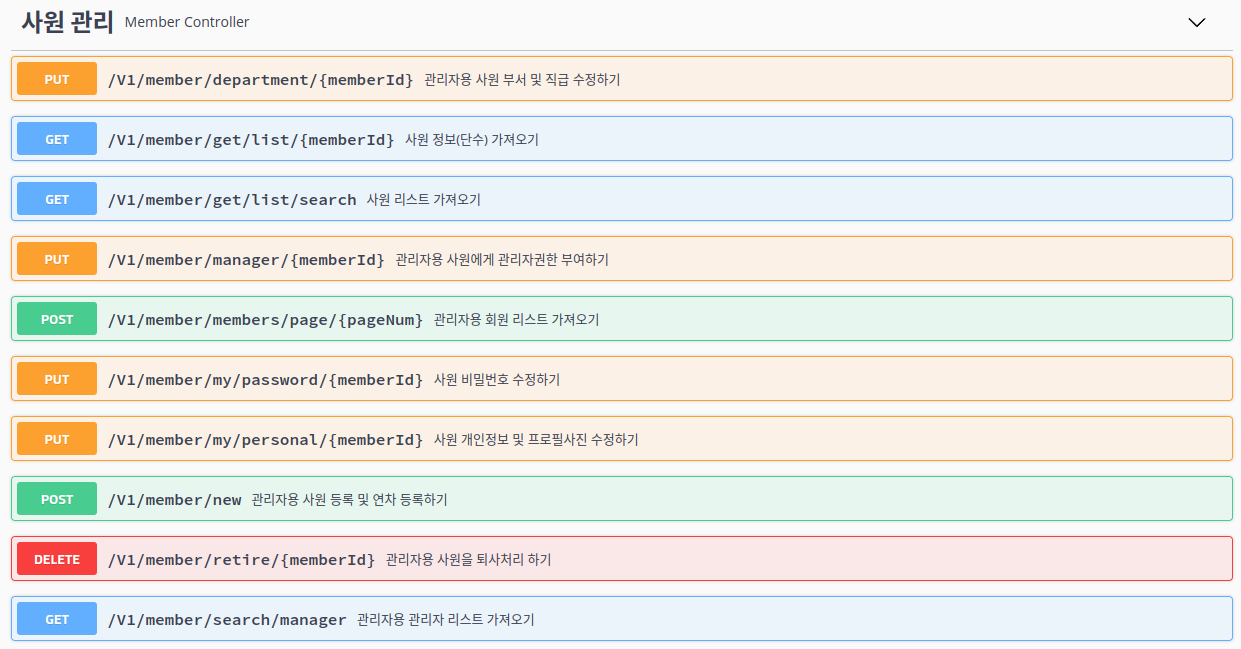 사원 관리 Member Controller
PUT /V1/member/department/{memberId} 관리자용 사원 부서 및 직급 수정하기
GET /V1/member/get/list/{memberId} 사원 정보(단수) 가져오기
GET /V1/member/get/list/search 사원 리스트 가져오기
PUT /V1/member/manager/{memberId} 관리자용 사원에게 관리자권한 부여하기
POST /V1/member/members/page/{pageNum} 관리자용 회원 리스트 가져오기
PUT /V1/member/my/password/{memberId} 사원 비밀번호 수정하기
PUT /V1/member/my/personal/{memberId} 사원 개인정보 및 프로필사진 수정하기
POST /V1/member/new 관리자용 사원 등록 및 연차 등록하기
DELETE /V1/member/retire/{memberId} 관리자용 사원을 퇴사처리 하기
GET /V1/member/search/manager 관리자용 관리자 리스트 가져오기